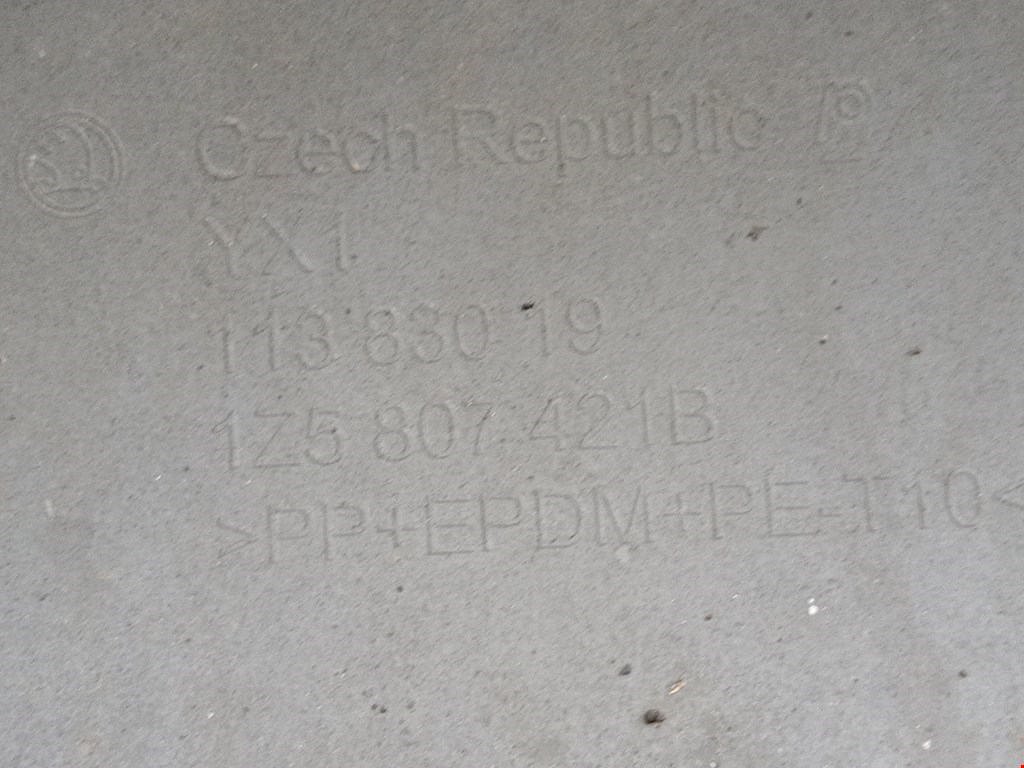 Czech Republic
YX1
113 830 19
1Z5 807 421B
>PP+EPDM+PE-T10<